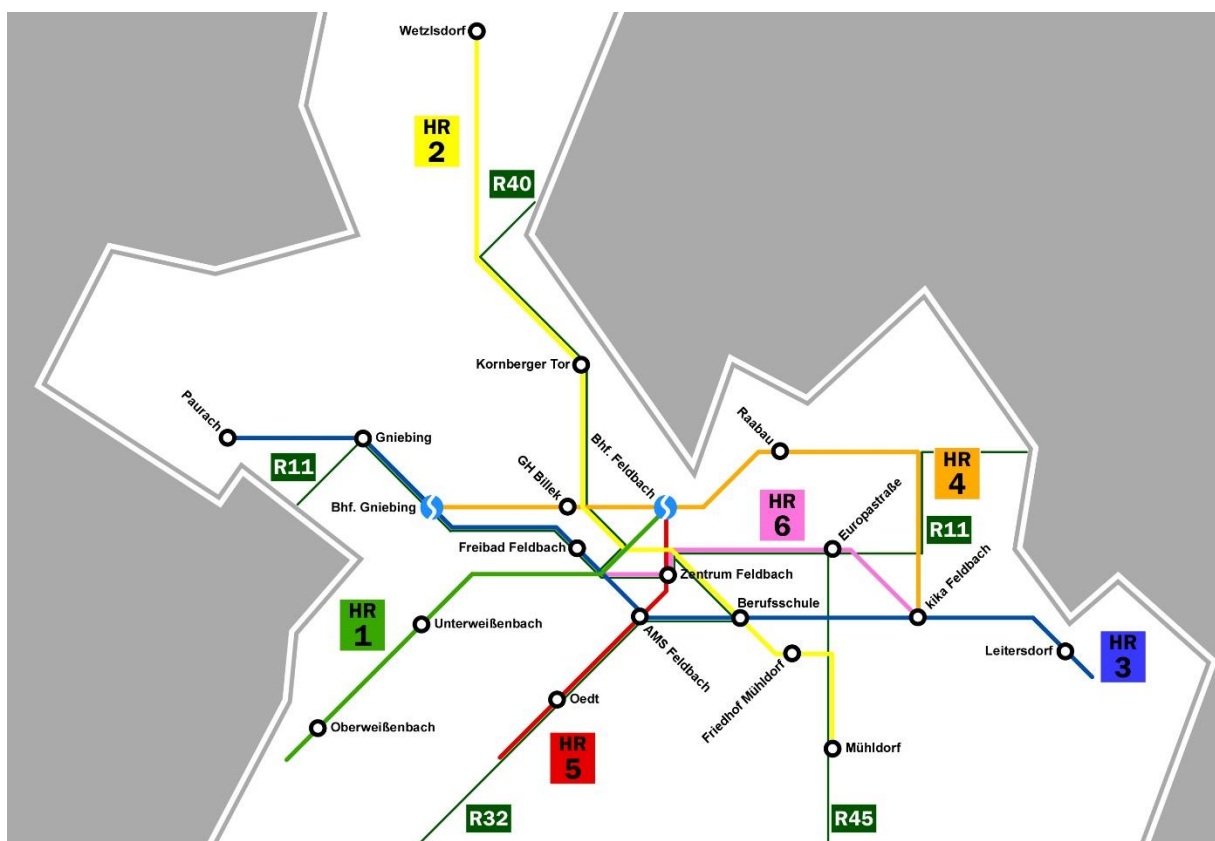 Wetzlsdorf
HR
2
R40
Kornberger Tor
Paurach
Gniebing
R11
Bhf. Gniebing
GH Billek
Bhf. Feldbach
Raabau
HR
4
HR
6
Europastraße
R11
Freibad Feldbach
Zentrum Feldbach
Berufsschule
kika Feldbach
HR
1
Unterweißenbach
AMS Feldbach
Leitersdorf
HR
3
Friedhof Mühldorf
Oedt
Oberweißenbach
HR
5
Mühldorf
R32
R45